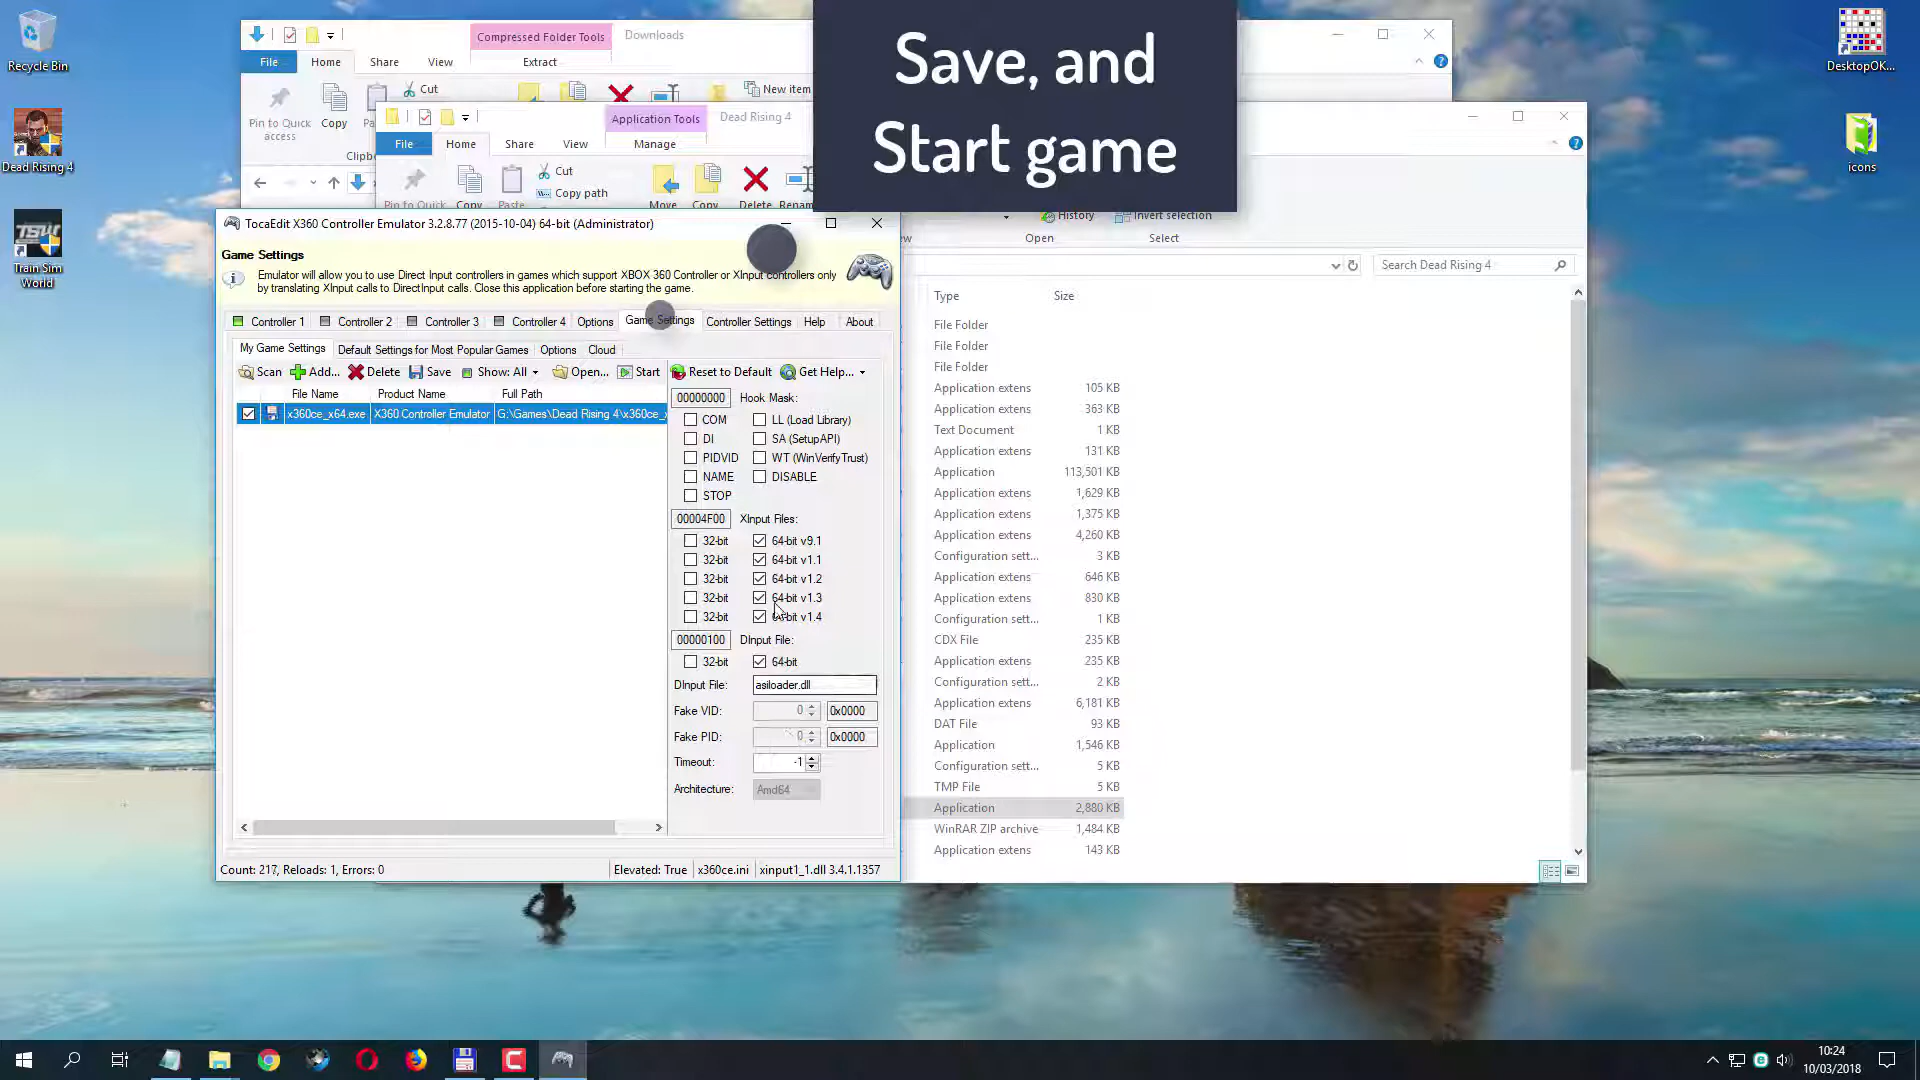 Recycle Bin
Dead Rising 4
Train Sim
World
DesktopOK...
icons
Compressed Folder Tools
Downloads
File
Home
Share
View
Extract
Pin to Quick
access
Copy
Cut
New item
Application Tools
Dead Rising 4
File
Home
Share
View
Manage
Cut
Copy path
Pin to Quick
Copy
Paste
Move
Copy
Delete
Save, and
Start game
History
Invert selection
Open
Select
Search Dead Rising 4
TocaEdit X360 Controller Emulator 3.2.8.77 (2015-10-04) 64-bit (Administrator)
Game Settings
Emulator will allow you to use Direct Input controllers in games which support XBOX 360 Controller or XInput controllers only
by translating XInput calls to DirectInput calls. Close this application before starting the game.
Controller 1
Controller 2
Controller 3
Controller 4
Options
Game Settings
Controller Settings
Help
About
My Game Settings
Default Settings for Most Popular Games
Options
Cloud
Scan
Add...
Delete
Save
Show: All
Open...
Start
Reset to Default
Get Help...
File Name
Product Name
Full Path
x360ce_x64.exe
X360 Controller Emulator
G:\Games\Dead Rising 4\x360ce_x
00000000
Hook Mask:
COM
LL (Load Library)
DI
SA (SetupAPI)
PIDVID
WT (WinVerifyTrust)
NAME
DISABLE
STOP
00004F00
XInput Files:
32-bit
64-bit v9.1
32-bit
64-bit v1.1
32-bit
64-bit v1.2
32-bit
64-bit v1.3
32-bit
64-bit v1.4
00000100
DInput File:
32-bit
64-bit
DInput File:
asiloader.dll
Fake VID:
0
0x0000
Fake PID:
0
0x0000
Timeout:
-1
Architecture:
Amd64
Count: 217, Reloads: 1, Errors: 0
Elevated: True
x360ce.ini
xinput1_1.dll 3.4.1.1357
Type
Size
File Folder
File Folder
File Folder
Application extens
105 KB
Application extens
363 KB
Text Document
1 KB
Application extens
131 KB
Application
113,501 KB
Application extens
1,629 KB
Application extens
1,375 KB
Application extens
4,260 KB
Configuration sett...
3 KB
Application extens
646 KB
Application extens
830 KB
Configuration sett...
1 KB
CDX File
235 KB
Application extens
235 KB
Configuration sett...
2 KB
Application extens
6,181 KB
DAT File
93 KB
Application
1,546 KB
Configuration sett...
5 KB
TMP File
5 KB
Application
2,880 KB
WinRAR ZIP archive
1,484 KB
Application extens
143 KB
10:24
10/03/2018